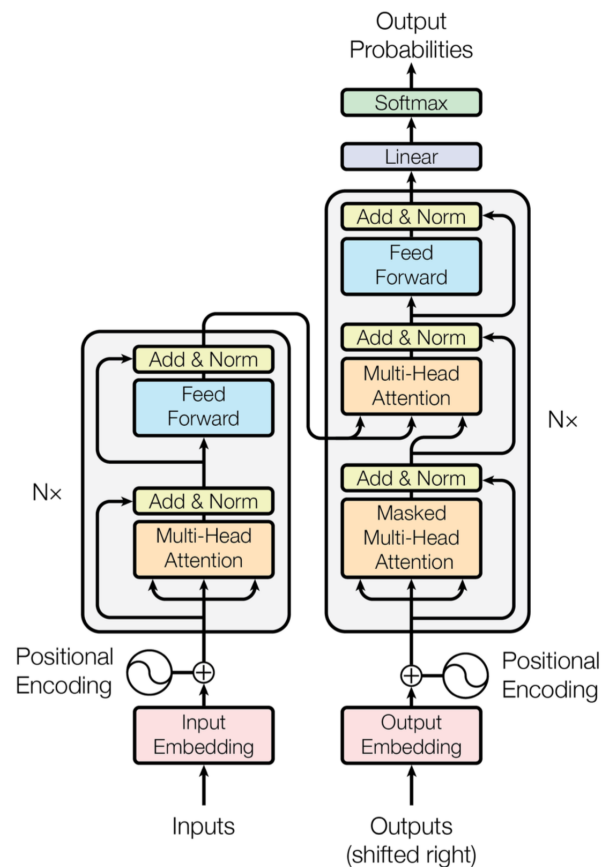 Output
Probabilities
Softmax
Linear
Add & Norm
Feed
Forward
Add & Norm
Multi-Head
Attention
Add & Norm
Masked
Multi-Head
Attention
N×
Add & Norm
Feed
Forward
Add & Norm
Multi-Head
Attention
N×
Positional
Encoding
Positional
Encoding
Input
Embedding
Output
Embedding
Inputs
Outputs
(shifted right)